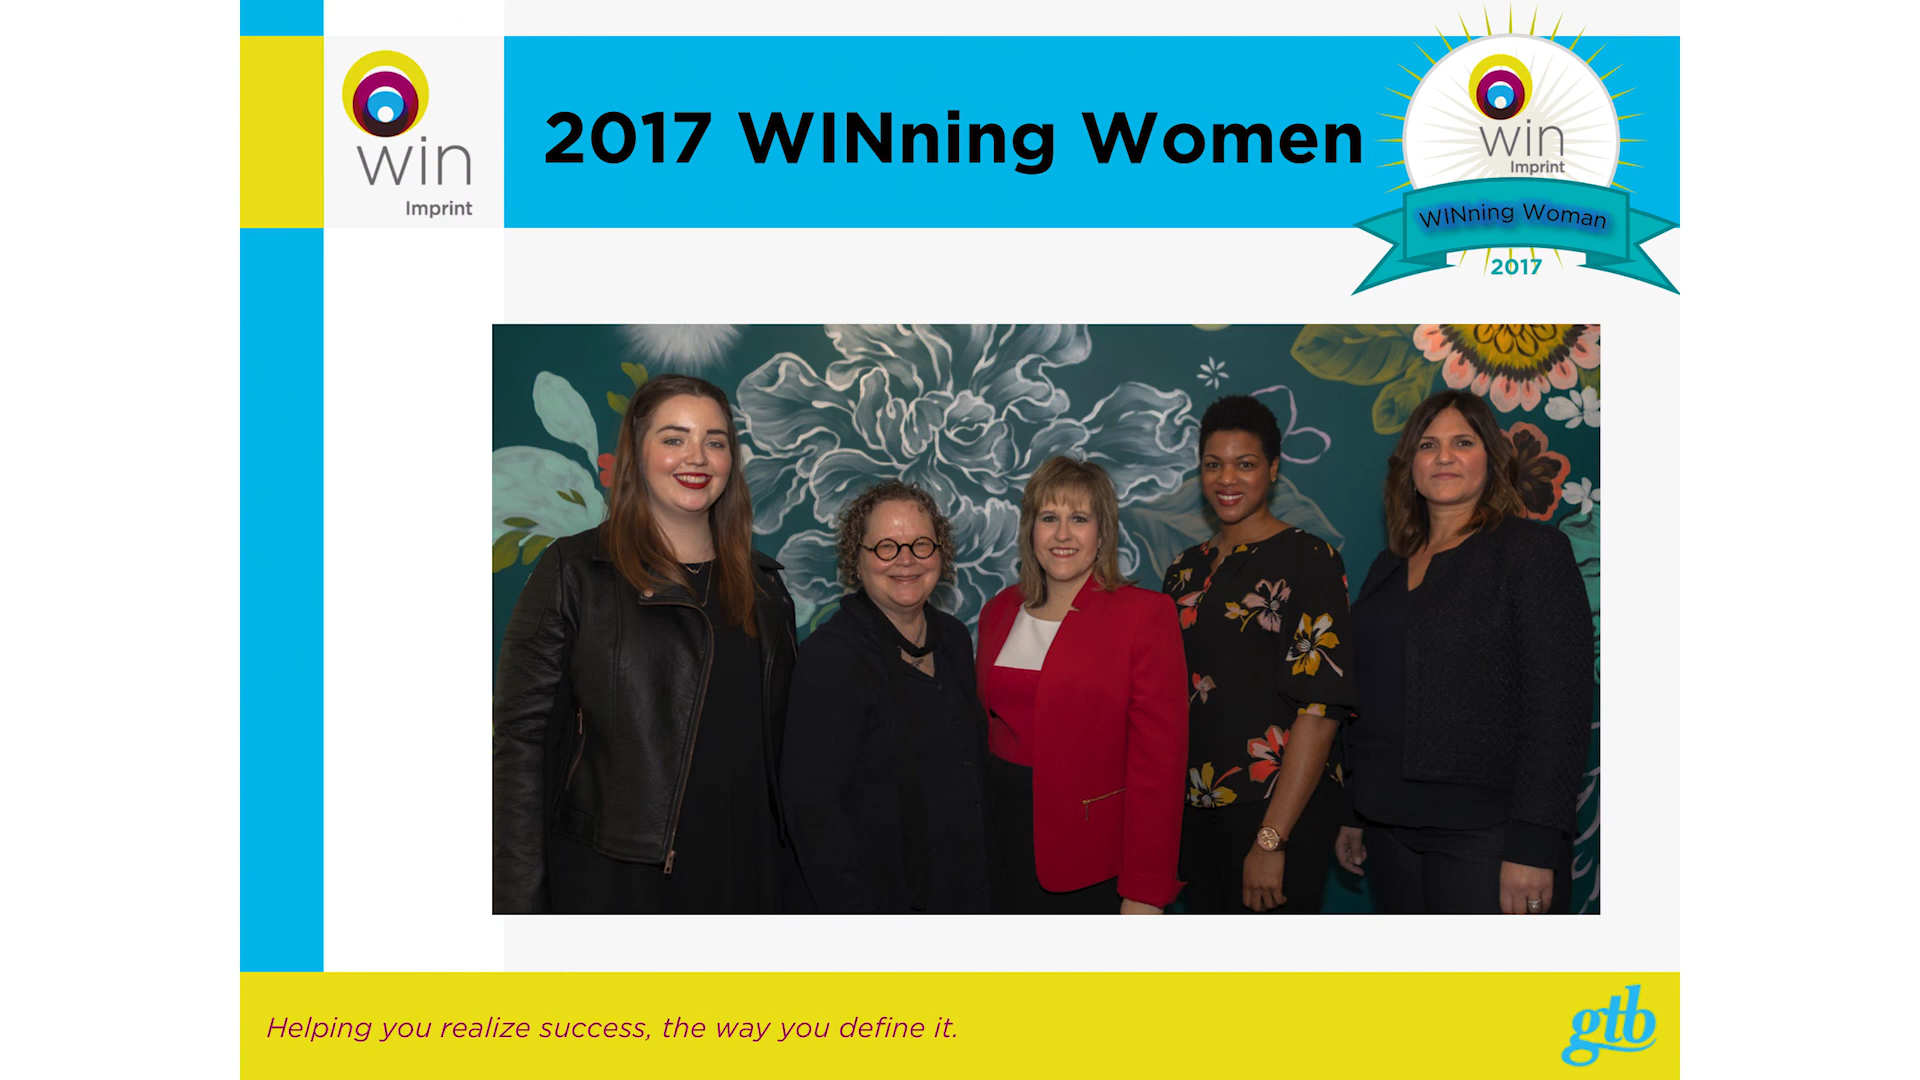 win
Imprint
2017 WINning Women
win
Imprint
WINning Woman
2017
Helping you realize success, the way you define it.
gtb